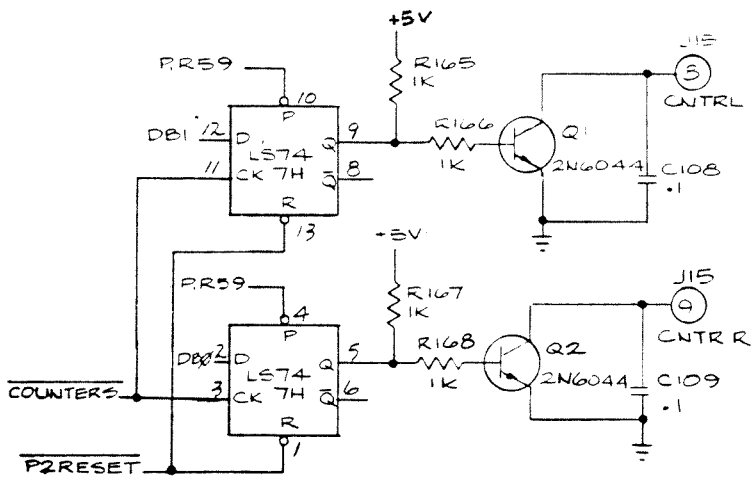 +5V
J15
P.R59
R165
1K
3
CNTRL
10
P
DB1
12
D
Q
9
R166
1K
Q1
2N6044
LS74
7H
11
CK
Q
8
C108
.1
R
13
+5V
P.R59
R167
1K
J15
4
P
CNTR R
DBØ
2
D
Q
5
R168
1K
Q2
2N6044
LS74
7H
COUNTERS
3
CK
Q
6
C109
.1
R
1
P2RESET